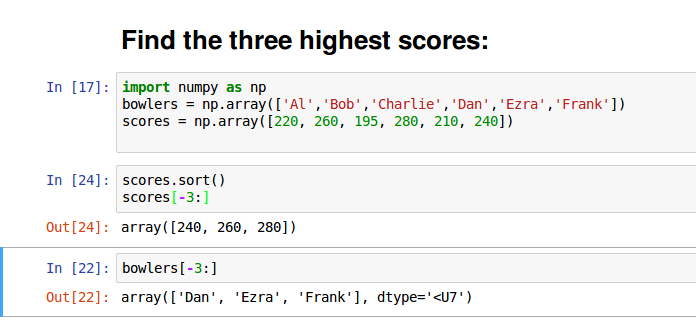 Find the three highest scores:
In [17]: import numpy as np
bowlers = np.array(['Al','Bob','Charlie','Dan','Ezra','Frank'])
scores = np.array([220, 260, 195, 280, 210, 240])
In [24]: scores.sort()
scores[-3:]
Out[24]: array([240, 260, 280])
In [22]: bowlers[-3:]
Out[22]: array(['Dan', 'Ezra', 'Frank'], dtype='<U7')